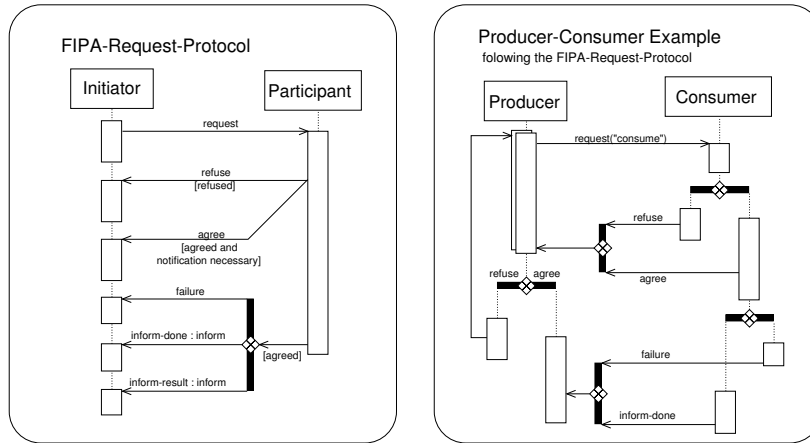 FIPA-Request-Protocol
Initiator
Participant
request
refuse
[refused]
agree
[agreed and
notification necessary]
failure
inform-done : inform
[agreed]
inform-result : inform
Producer-Consumer Example
folowing the FIPA-Request-Protocol
Producer
Consumer
request("consume")
refuse
agree
refuse agree
failure
inform-done